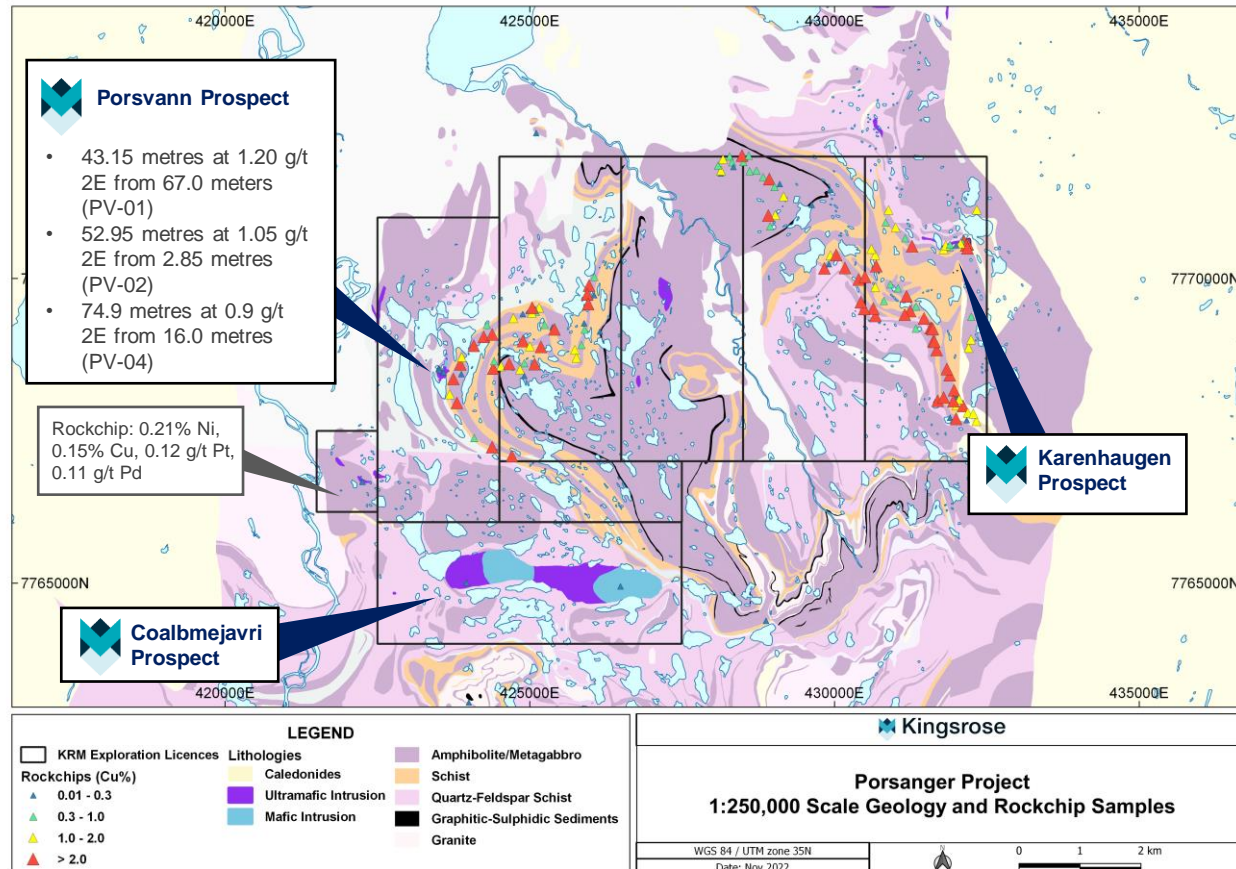 420000E
425000E
430000E
435000E
Porsvann Prospect
• 43.15 metres at 1.20 g/t
2E from 67.0 meters
(PV-01)
• 52.95 metres at 1.05 g/t
2E from 2.85 metres
(PV-02)
• 74.9 metres at 0.9 g/t
2E from 16.0 metres
(PV-04)
7770000N
Rockchip: 0.21% Ni,
0.15% Cu, 0.12 g/t Pt,
0.11 g/t Pd
Karenhaugen
Prospect
7765000N
7765000N
Coalbmejavri
Prospect
420000E
425000E
430000E
435000E
LEGEND
KRM Exploration Licences
Rockchips (Cu%)
0.01 - 0.3
0.3 - 1.0
1.0 - 2.0
> 2.0
Lithologies
Caledonides
Ultramafic Intrusion
Mafic Intrusion
Amphibolite/Metagabbro
Schist
Quartz-Feldspar Schist
Graphitic-Sulphidic Sediments
Granite
Kingsrose
Porsanger Project
1:250,000 Scale Geology and Rockchip Samples
WGS 84 / UTM zone 35N
Date: Nov 2022
N
0 1 2 km